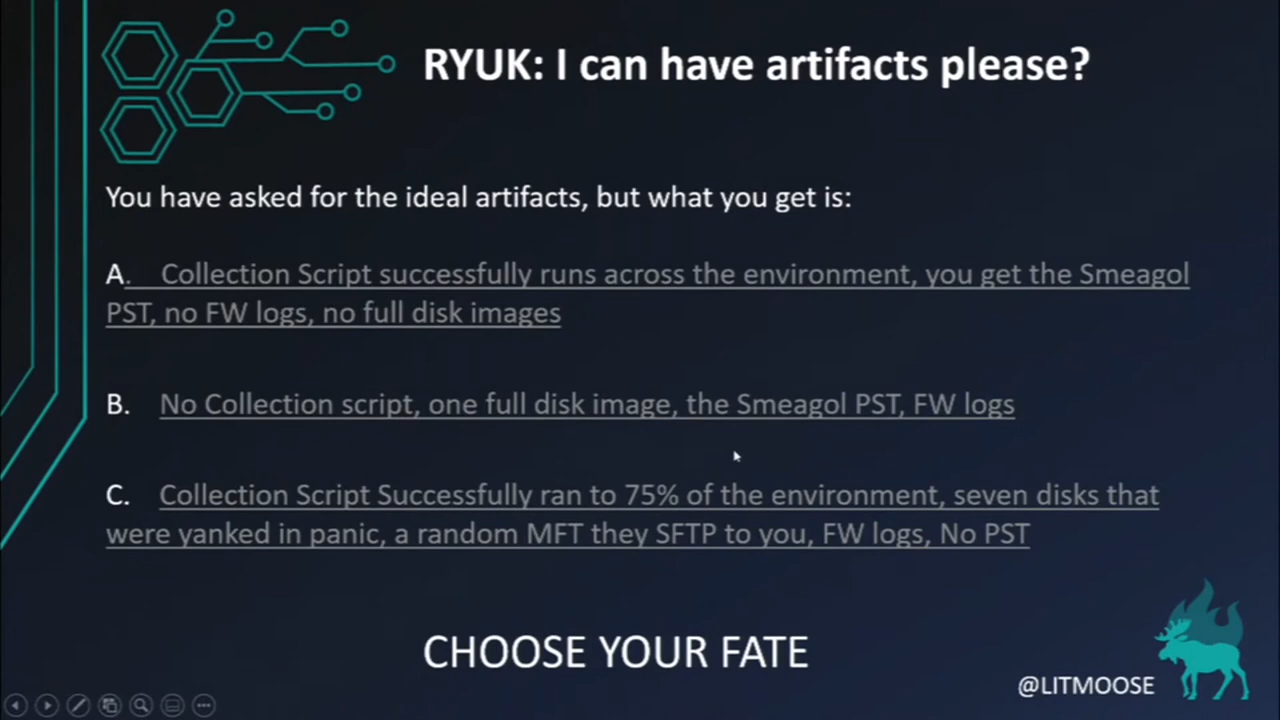 RYUK: I can have artifacts please?
You have asked for the ideal artifacts, but what you get is:
A. Collection Script successfully runs across the environment, you get the Smeagol
PST, no FW logs, no full disk images
B. No Collection script, one full disk image, the Smeagol PST, FW logs
C. Collection Script Successfully ran to 75% of the environment, seven disks that
were yanked in panic, a random MFT they SFTP to you, FW logs, No PST
CHOOSE YOUR FATE
@LITMOOSE